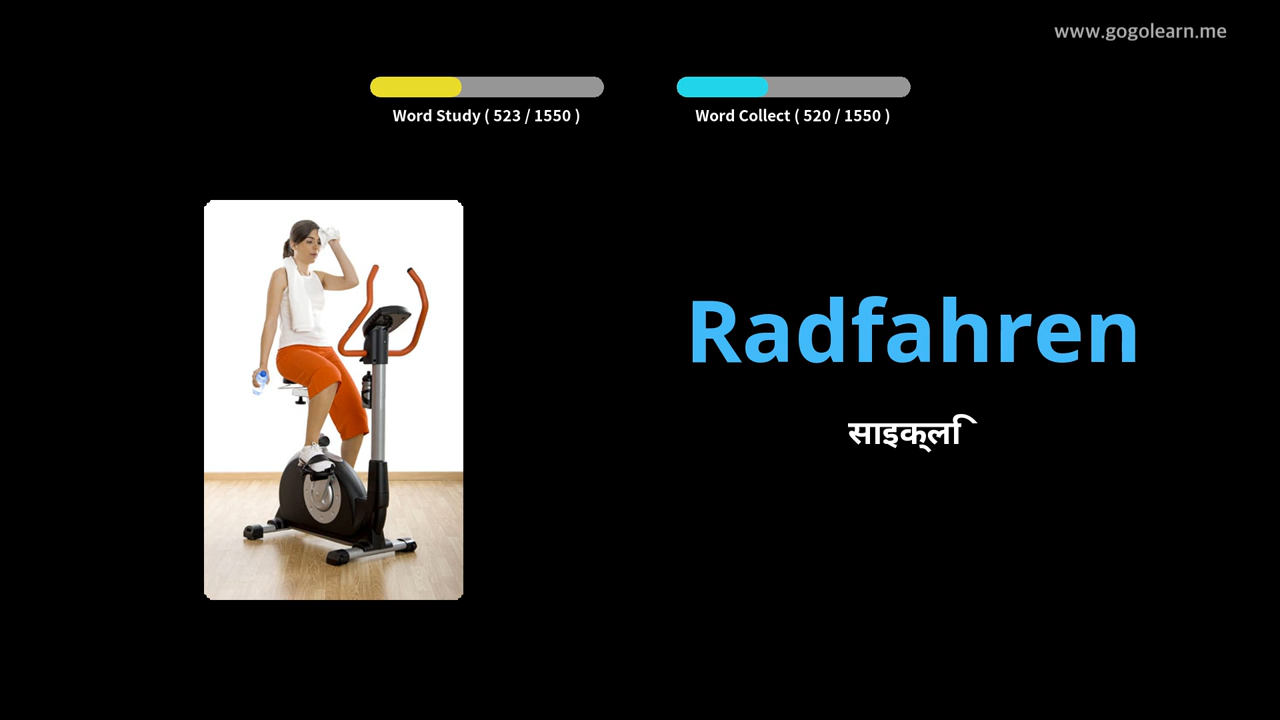 www.gogolearn.me
Word Study ( 523 / 1550 )
Word Collect ( 520 / 1550 )
Radfahren
साइक्लि